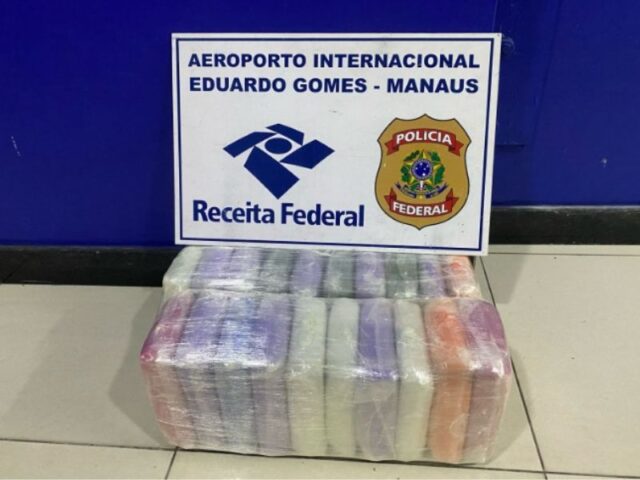 AEROPORTO INTERNACIONAL
EDUARDO GOMES - MANAUS
Receita Federal
POLICIA
FEDERAL